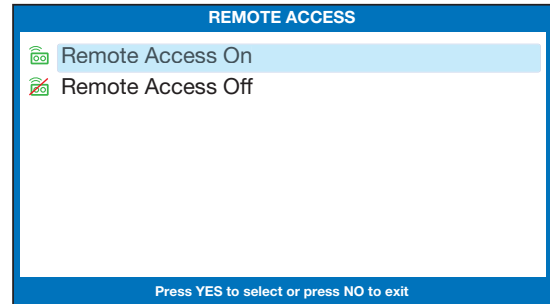 REMOTE ACCESS
Remote Access On
Remote Access Off
Press YES to select or press NO to exit